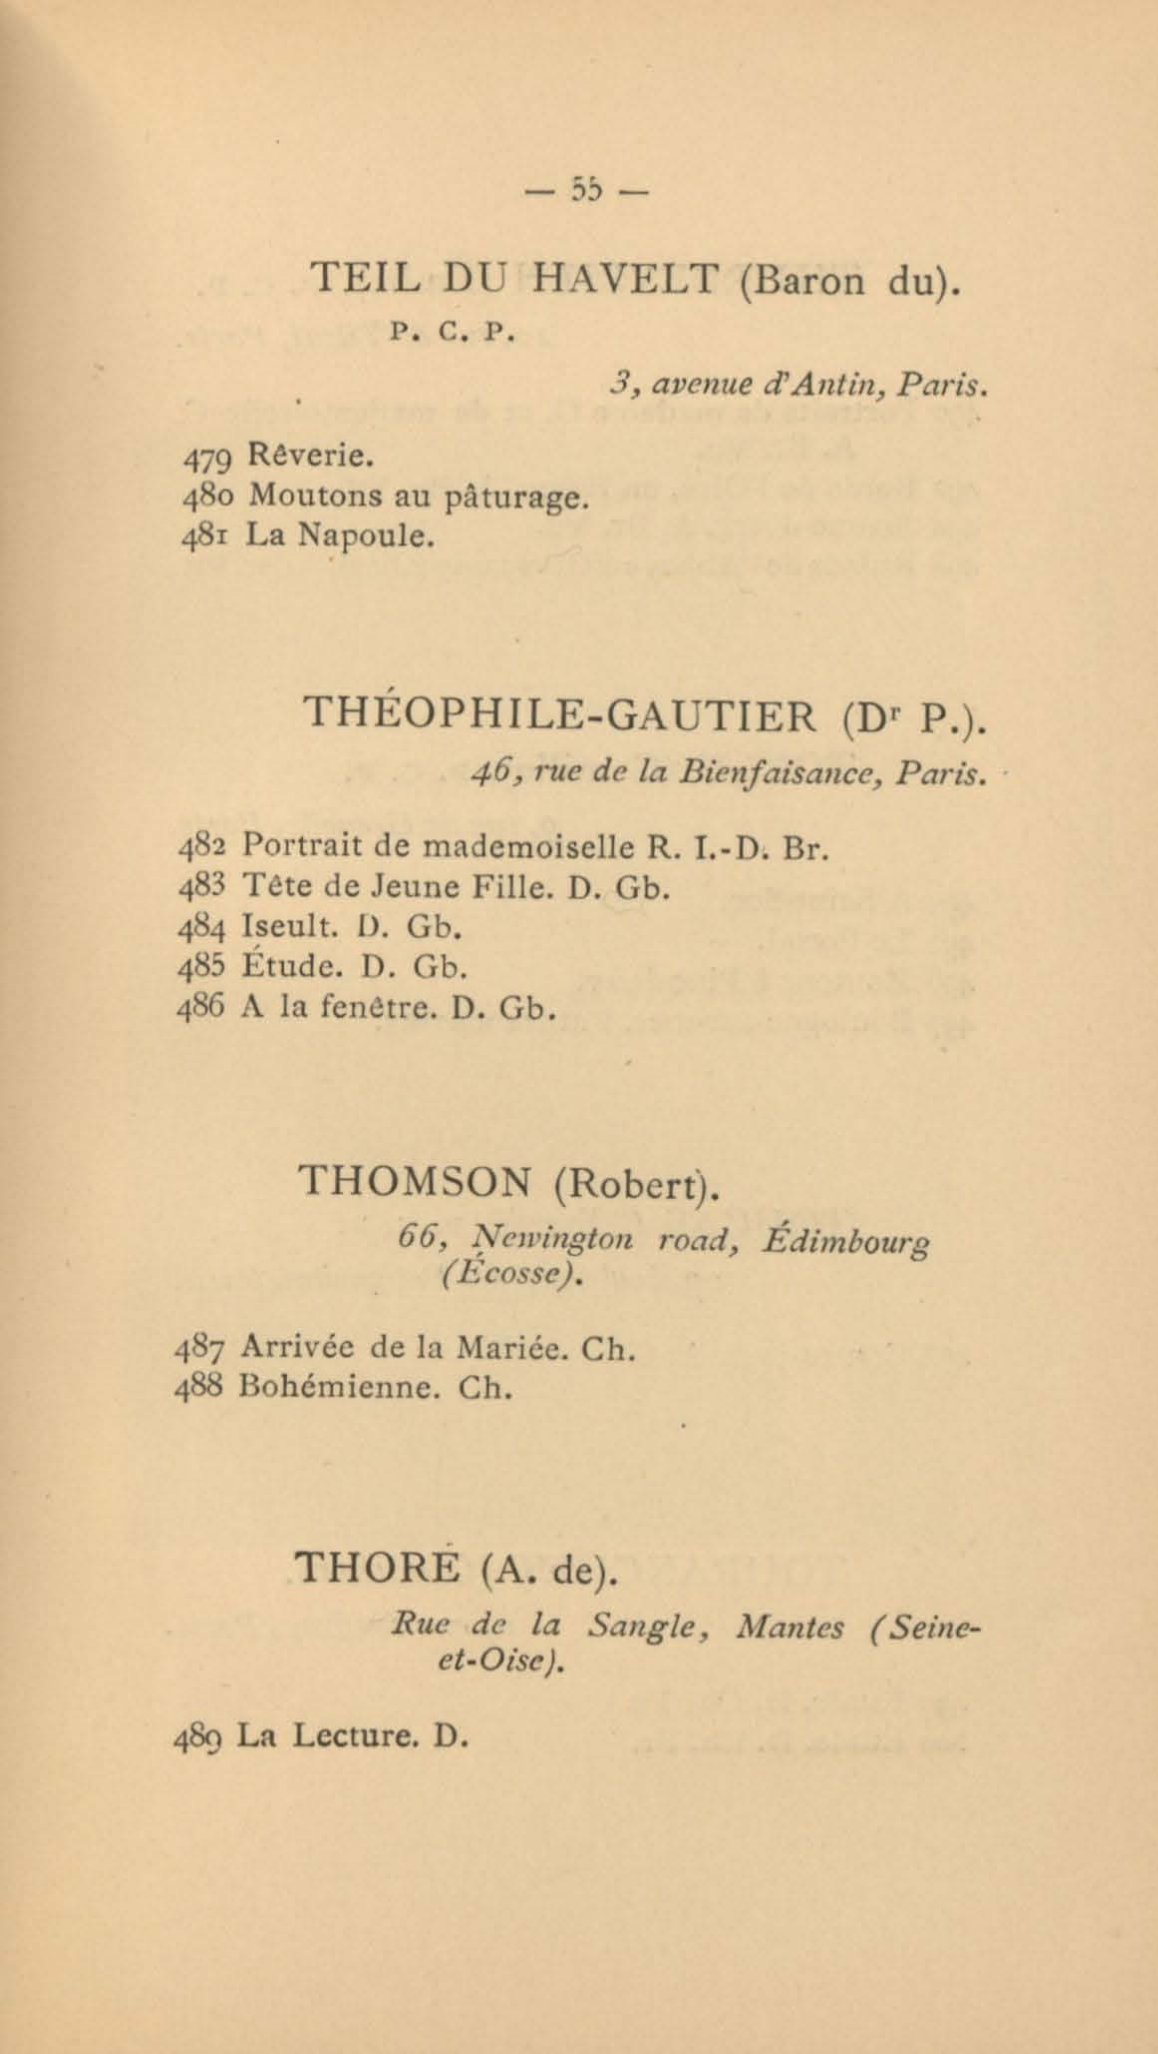 — 55 —
TEIL DU HAVELT (Baron du).
P. C. P.
3, avenue d'Antin, Paris.
479 Rêverie.
480 Moutons au pâturage.
481 La Napoule.
THÉOPHILE-GAUTIER (Dr P.).
46, rue de la Bienfaisance, Paris.
482 Portrait de mademoiselle R. I.-D. Br.
483 Tête de Jeune Fille. D. Gb.
484 Iseult. D. Gb.
485 Étude. D. Gb.
486 A la fenêtre. D. Gb.
THOMSON (Robert).
66, Newington road, Édimbourg
(Écosse).
487 Arrivée de la Mariée. Ch.
488 Bohémienne. Ch.
THORÉ (A. de).
Rue de la Sangle, Mantes (Seine-
et-Oise).
489 La Lecture. D.